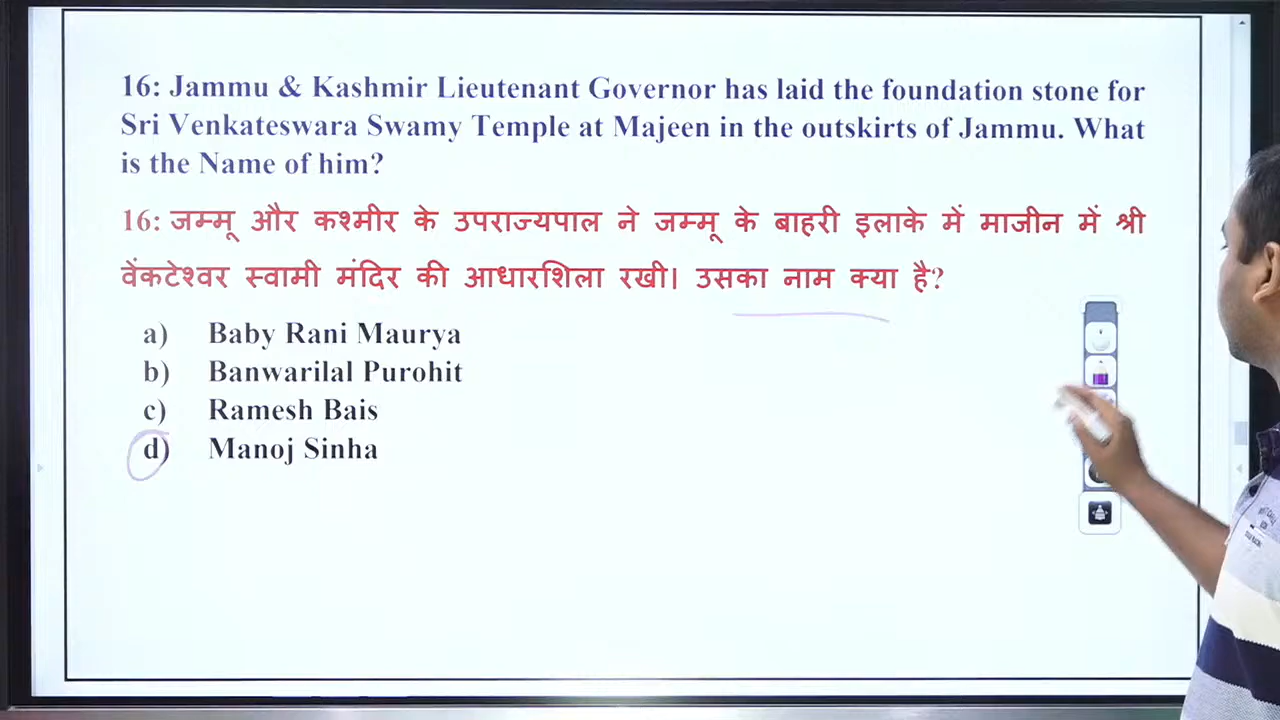 16: Jammu & Kashmir Lieutenant Governor has laid the foundation stone for
Sri Venkateswara Swamy Temple at Majeen in the outskirts of Jammu. What
is the Name of him?
16: जम्मू और कश्मीर के उपराज्यपाल ने जम्मू के बाहरी इलाके में माजीन में श्री
वेंकटेश्वर स्वामी मंदिर की आधारशिला रखी। उसका नाम क्या है?
a) Baby Rani Maurya
b) Banwarilal Purohit
c) Ramesh Bais
d) Manoj Sinha